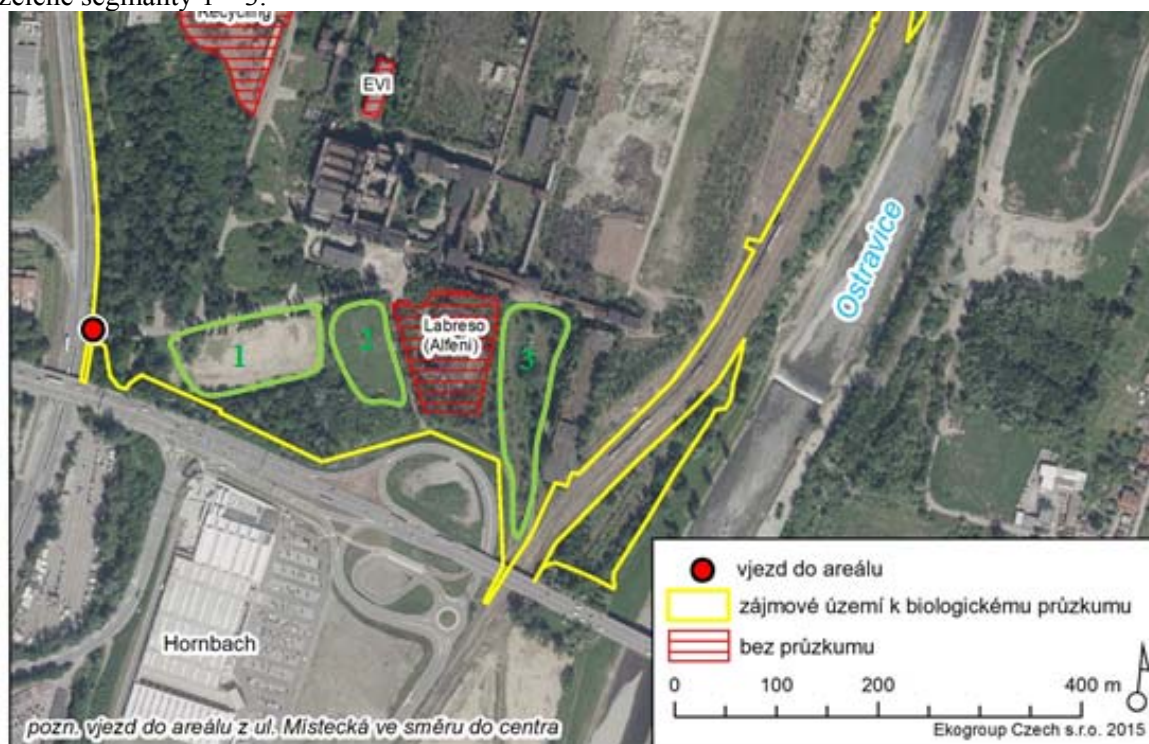 zelené segmanty 1 – 3.
Recycling
EVI
Ostravice
Labreso
(Alfeni)
1
2
3
Hornbach
vjezd do areálu
zájmové území k biologickému průzkumu
bez průzkumu
0 100 200 400 m
pozn. vjezd do areálu z ul. Místecká ve směru do centra
Ekogroup Czech s.r.o. 2015